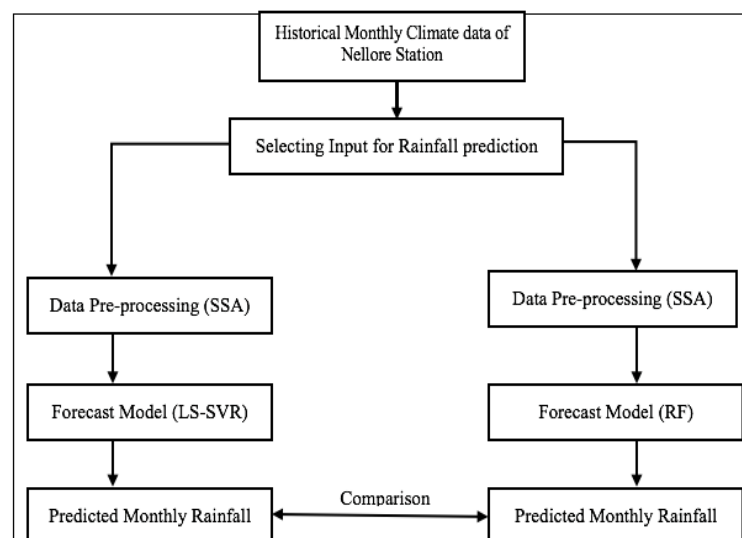 Historical Monthly Climate data of
Nellore Station
Selecting Input for Rainfall prediction
Data Pre-processing (SSA)
Data Pre-processing (SSA)
Forecast Model (LS-SVR)
Forecast Model (RF)
Predicted Monthly Rainfall
Comparison
Predicted Monthly Rainfall